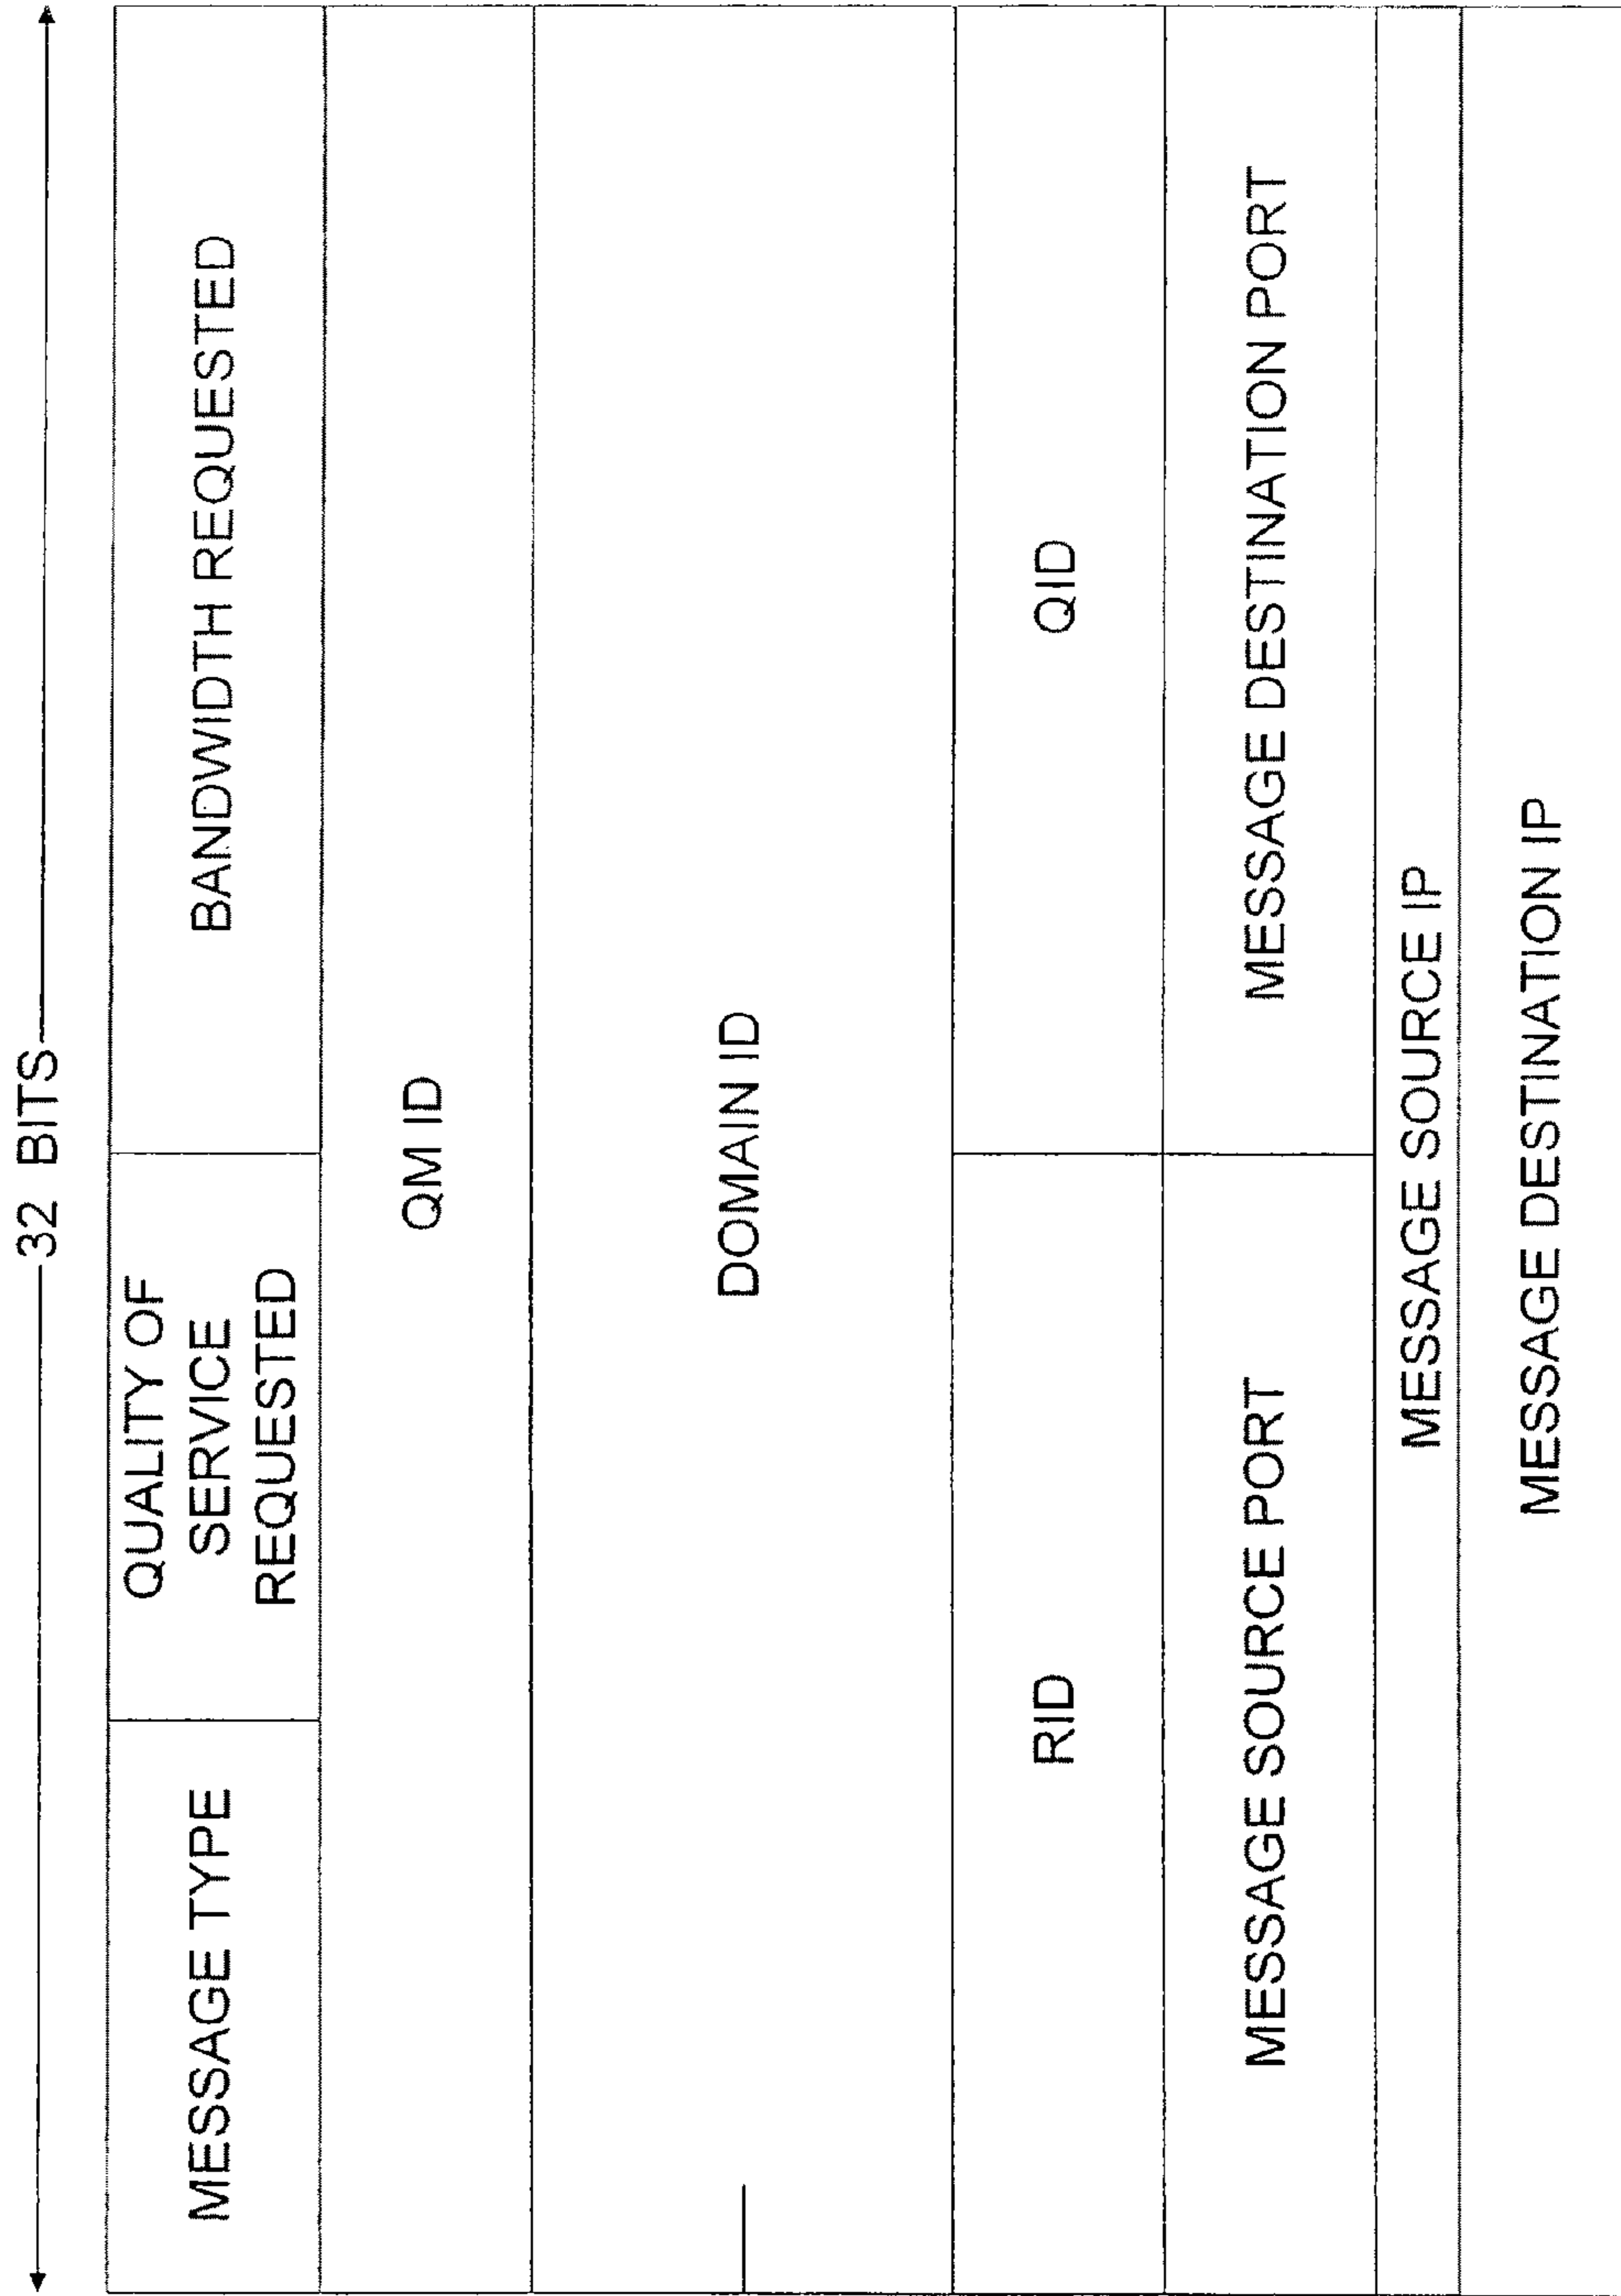 32 BITS
MESSAGE TYPE
QUALITY OF
SERVICE
REQUESTED
BANDWIDTH REQUESTED
QM ID
DOMAIN ID
RID
QID
MESSAGE SOURCE PORT
MESSAGE DESTINATION PORT
MESSAGE SOURCE IP
MESSAGE DESTINATION IP